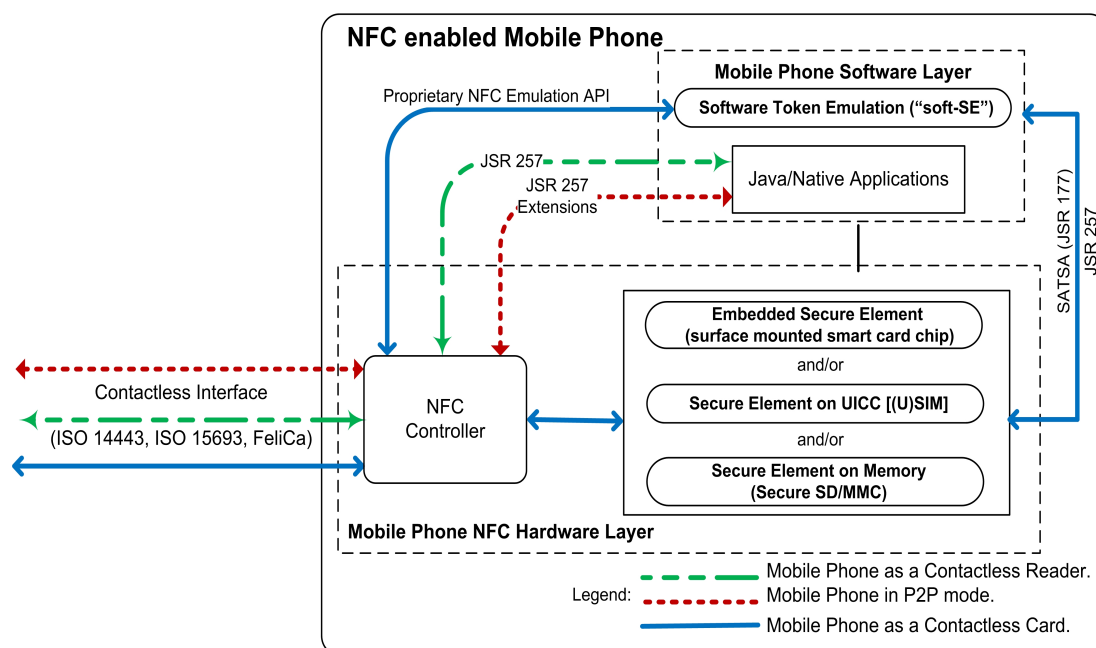 NFC enabled Mobile Phone
Mobile Phone Software Layer
Proprietary NFC Emulation API
Software Token Emulation (“soft-SE”)
JSR 257
Java/Native Applications
JSR 257
Extensions
SATSA (JSR 177)
JSR 257
Embedded Secure Element
(surface mounted smart card chip)
and/or
Secure Element on UICC [(U)SIM]
and/or
Secure Element on Memory
(Secure SD/MMC)
Contactless Interface
(ISO 14443, ISO 15693, FeliCa)
NFC
Controller
Mobile Phone NFC Hardware Layer
Legend:
Mobile Phone as a Contactless Reader.
Mobile Phone in P2P mode.
Mobile Phone as a Contactless Card.